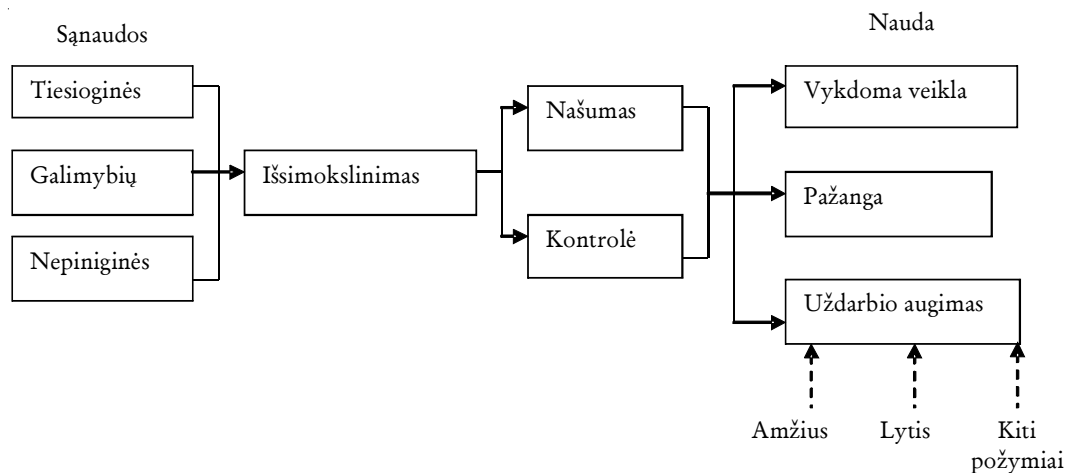 Sąnaudos
Nauda
Tiesioginės
Galimybių
Nepiniginės
Išsimokslinimas
Našumas
Kontrolė
Vykdoma veikla
Pažanga
Uždarbio augimas
Amžius
Lytis
Kiti
požymiai